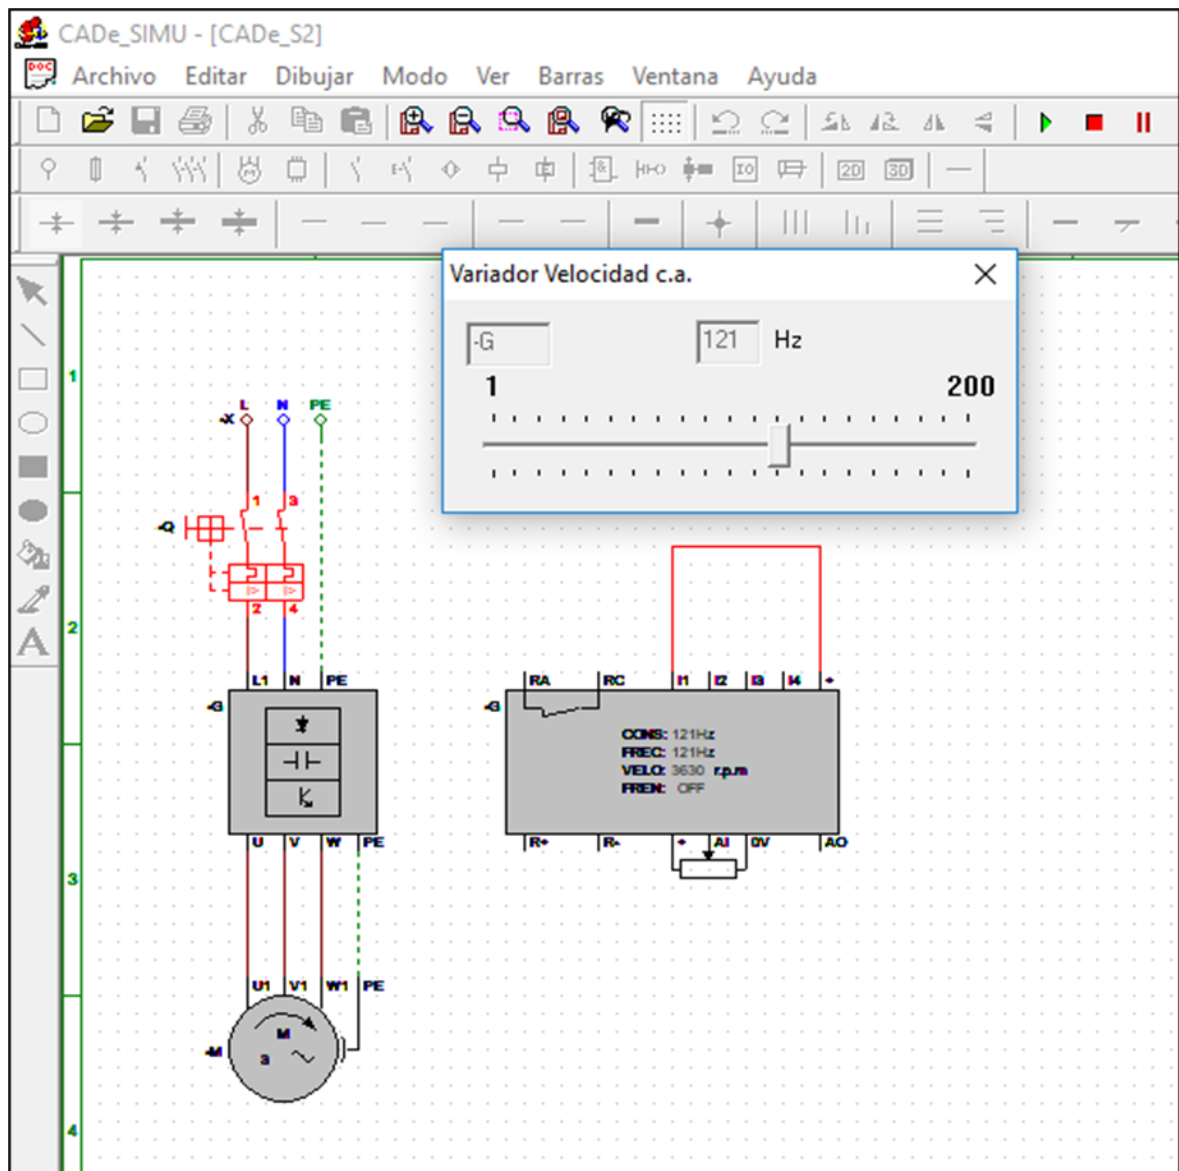 CADe_SIMU - [CADe_S2]
Archivo Editar Dibujar Modo Ver Barras Ventana Ayuda
2D 3D
Variador Velocidad c.a.
-G 121 Hz
1 200
1
L N PE
-X
1 3
-Q
2 4
2
L1 N PE
-G
RA RC I1 I2 I3 I4 +
-G
CONS: 121Hz
FREC: 121Hz
VELO: 3630 r.p.m
FREN: OFF
U V W PE
R+ R- + AI 0V AO
3
U1 V1 W1 PE
M
-M
3
4
A